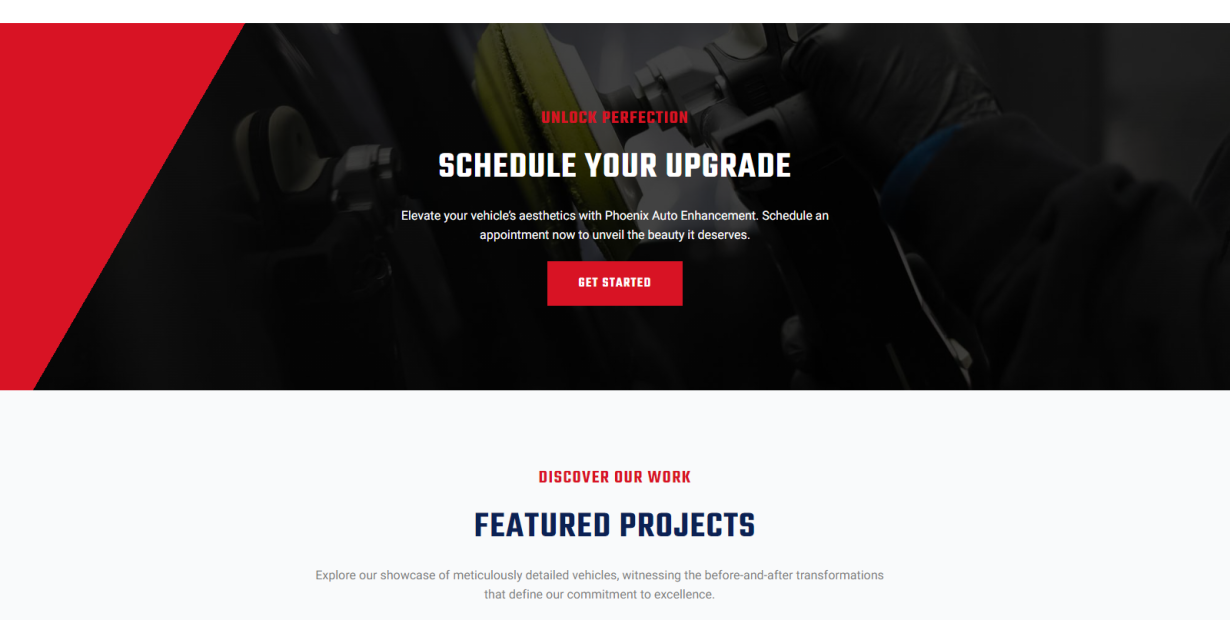 UNLOCK PERFECTION
SCHEDULE YOUR UPGRADE
Elevate your vehicle's aesthetics with Phoenix Auto Enhancement. Schedule an
appointment now to unveil the beauty it deserves.
GET STARTED
DISCOVER OUR WORK
FEATURED PROJECTS
Explore our showcase of meticulously detailed vehicles, witnessing the before-and-after transformations
that define our commitment to excellence.